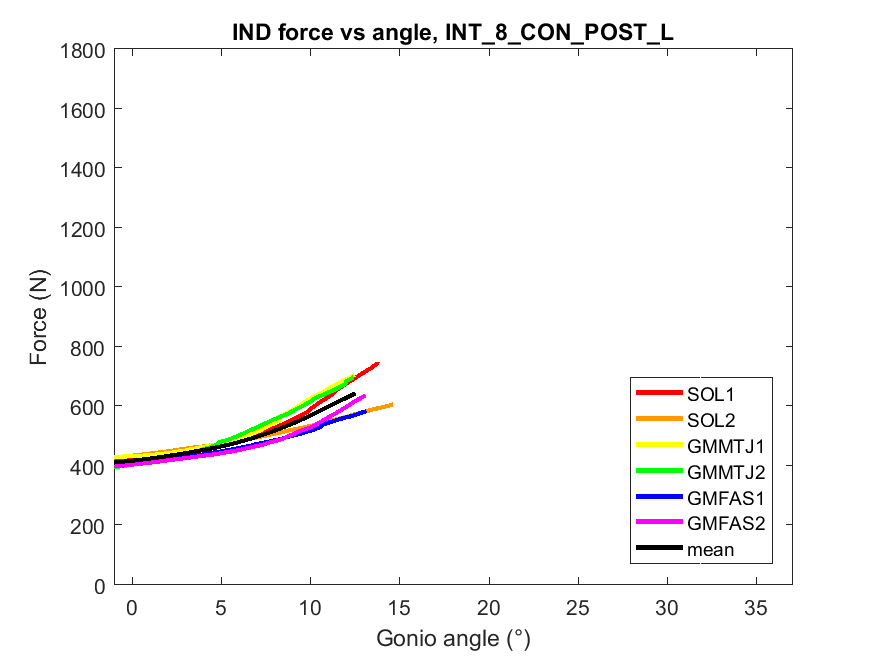 IND force vs angle, INT_8_CON_POST_L
1800
1600
1400
1200
1000
800
600
400
200
0
Force (N)
0 5 10 15 20 25 30 35
Gonio angle (°)
SOL1
SOL2
GMMTJ1
GMMTJ2
GMFAS1
GMFAS2
mean